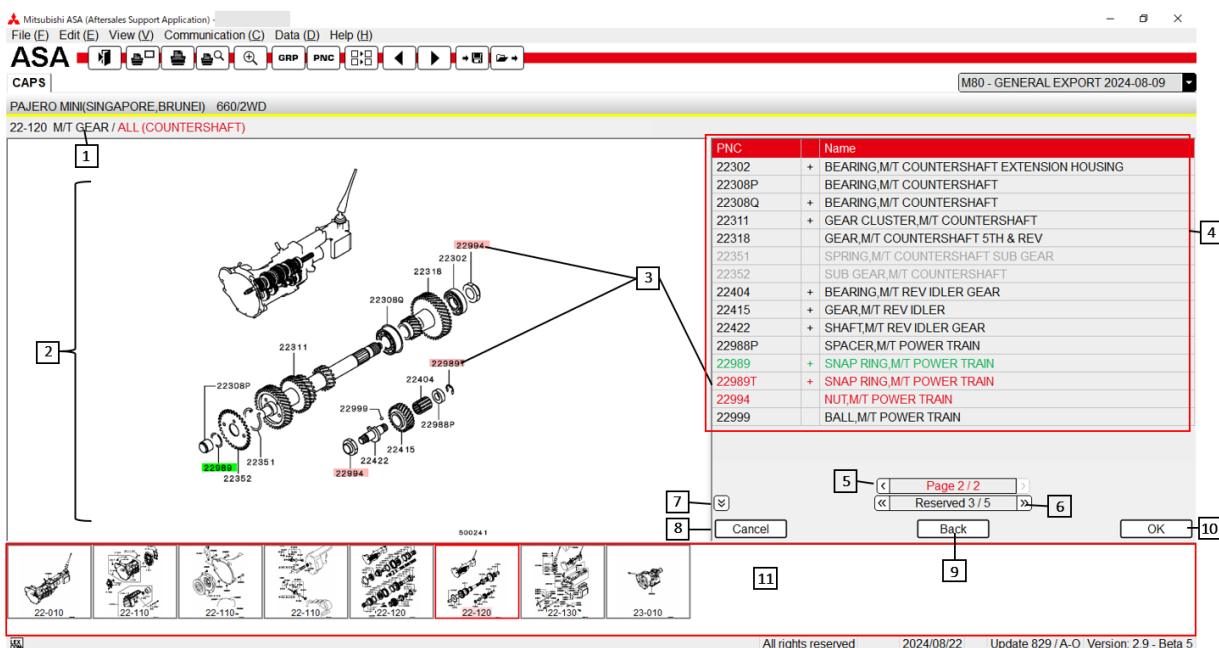 Mitsubishi ASA (Aftersales Support Application) -
File (F) Edit (E) View (V) Communication (C) Data (D) Help (H)
ASA GRP PNC
CAPS M80 - GENERAL EXPORT 2024-08-09
PAJERO MINI(SINGAPORE,BRUNEI) 660/2WD
22-120 M/T GEAR / ALL (COUNTERSHAFT)
1
2
22994
22302
22318
22308Q
22311
22989T
22308P
22404
22999
22988P
22415
22351
22422
22989
22994
22352
500241
3
PNC Name
22302 + BEARING,M/T COUNTERSHAFT EXTENSION HOUSING
22308P BEARING,M/T COUNTERSHAFT
22308Q + BEARING,M/T COUNTERSHAFT
22311 + GEAR CLUSTER,M/T COUNTERSHAFT
22318 GEAR,M/T COUNTERSHAFT 5TH & REV
22351 SPRING,M/T COUNTERSHAFT SUB GEAR
22352 SUB GEAR,M/T COUNTERSHAFT
22404 + BEARING,M/T REV IDLER GEAR
22415 + GEAR,M/T REV IDLER
22422 + SHAFT,M/T REV IDLER GEAR
22988P SPACER,M/T POWER TRAIN
22989 + SNAP RING,M/T POWER TRAIN
22989T + SNAP RING,M/T POWER TRAIN
22994 NUT,M/T POWER TRAIN
22999 BALL,M/T POWER TRAIN
4
5 < Page 2 / 2 >
7 « Reserved 3 / 5 » 6
8 Cancel Back OK 10
9
11
22-010 22-110 22-110 22-110 22-120 22-120 22-130 23-010
All rights reserved 2024/08/22 Update 829 / A-O Version: 2.9 - Beta 5